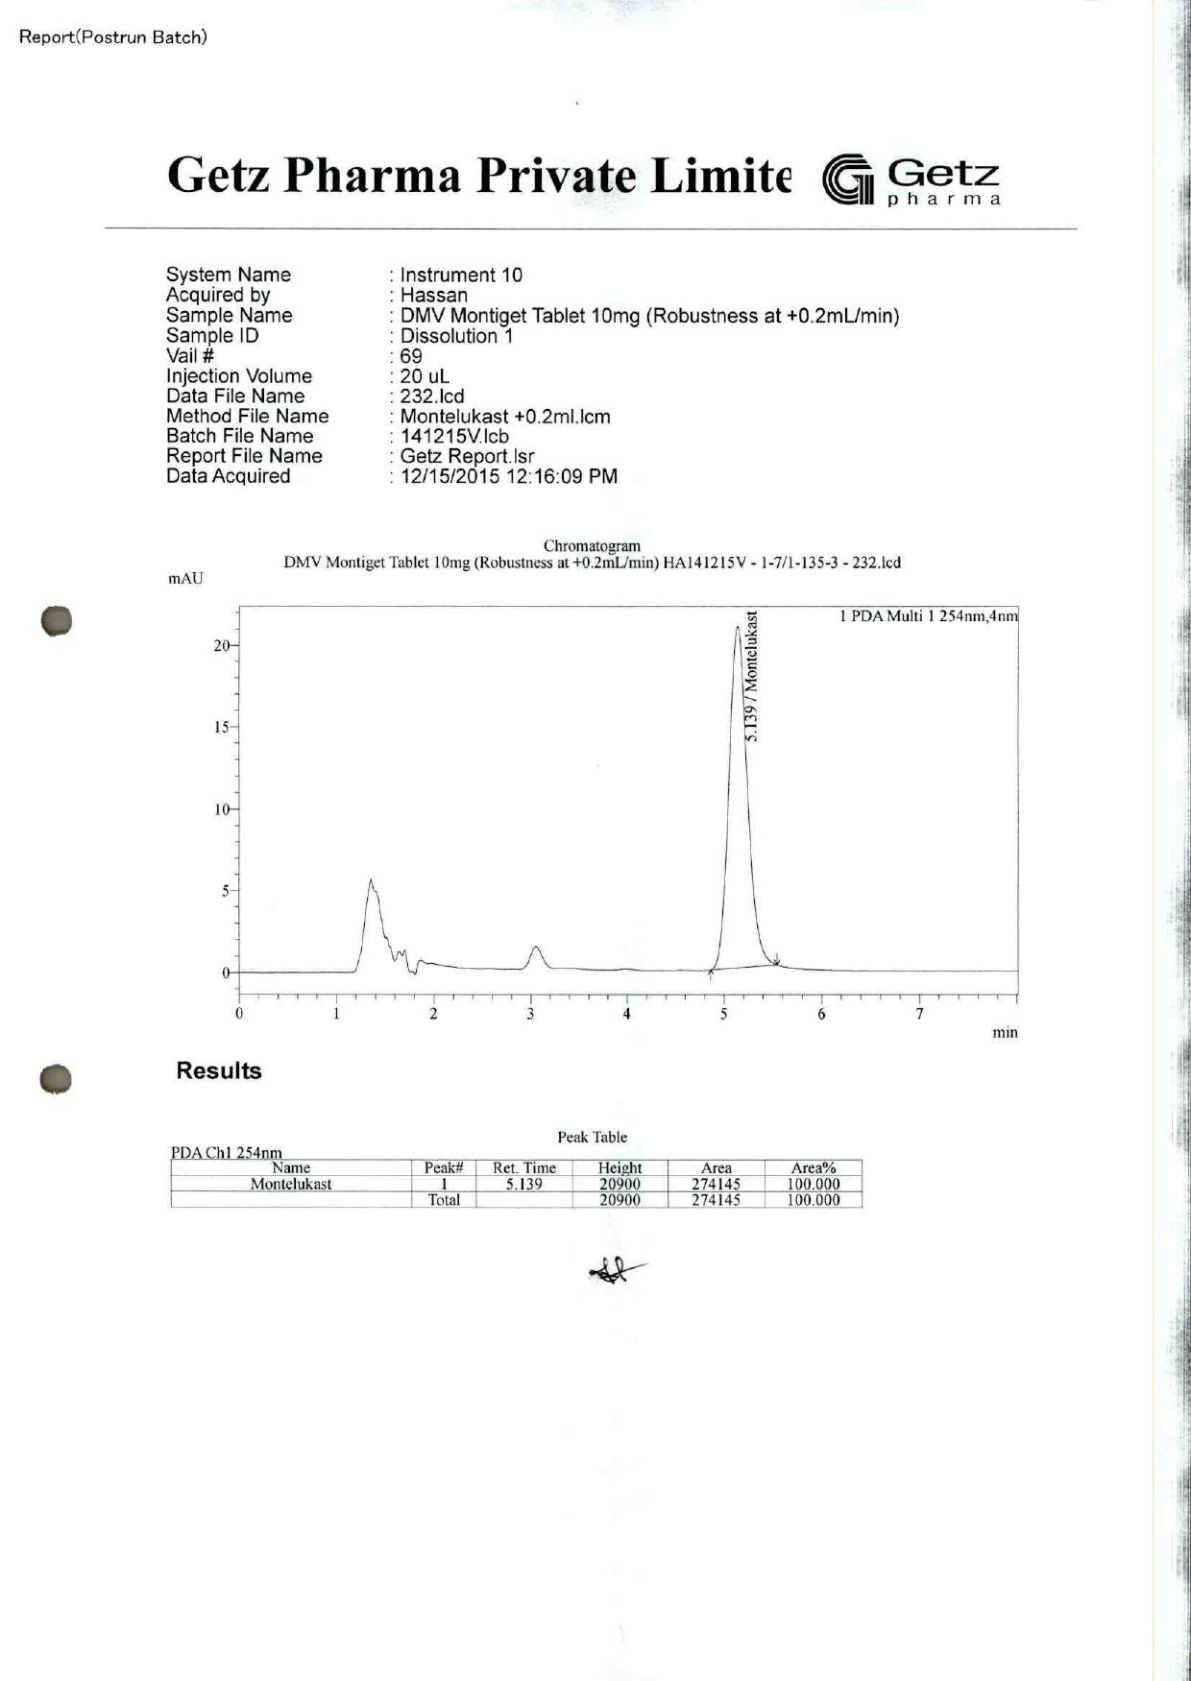 Report(Postrun Batch)
Getz Pharma Private Limite
Getz
pharma
System Name : Instrument 10
Acquired by : Hassan
Sample Name : DMV Montiget Tablet 10mg (Robustness at +0.2mL/min)
Sample ID : Dissolution 1
Vail # : 69
Injection Volume : 20 uL
Data File Name : 232.lcd
Method File Name : Montelukast +0.2ml.lcm
Batch File Name : 141215V.lcb
Report File Name : Getz Report.lsr
Data Acquired : 12/15/2015 12:16:09 PM
Chromatogram
DMV Montiget Tablet 10mg (Robustness at +0.2mL/min) HA141215V - 1-7/1-135-3 - 232.lcd
mAU
1 PDA Multi 1 254nm,4nm
5.139 / Montelukast
20
15
10
5
0
0 1 2 3 4 5 6 7
min
Results
Peak Table
PDA Ch1 254nm
Name Peak# Ret. Time Height Area Area%
Montelukast 1 5.139 20900 274145 100.000
Total 20900 274145 100.000